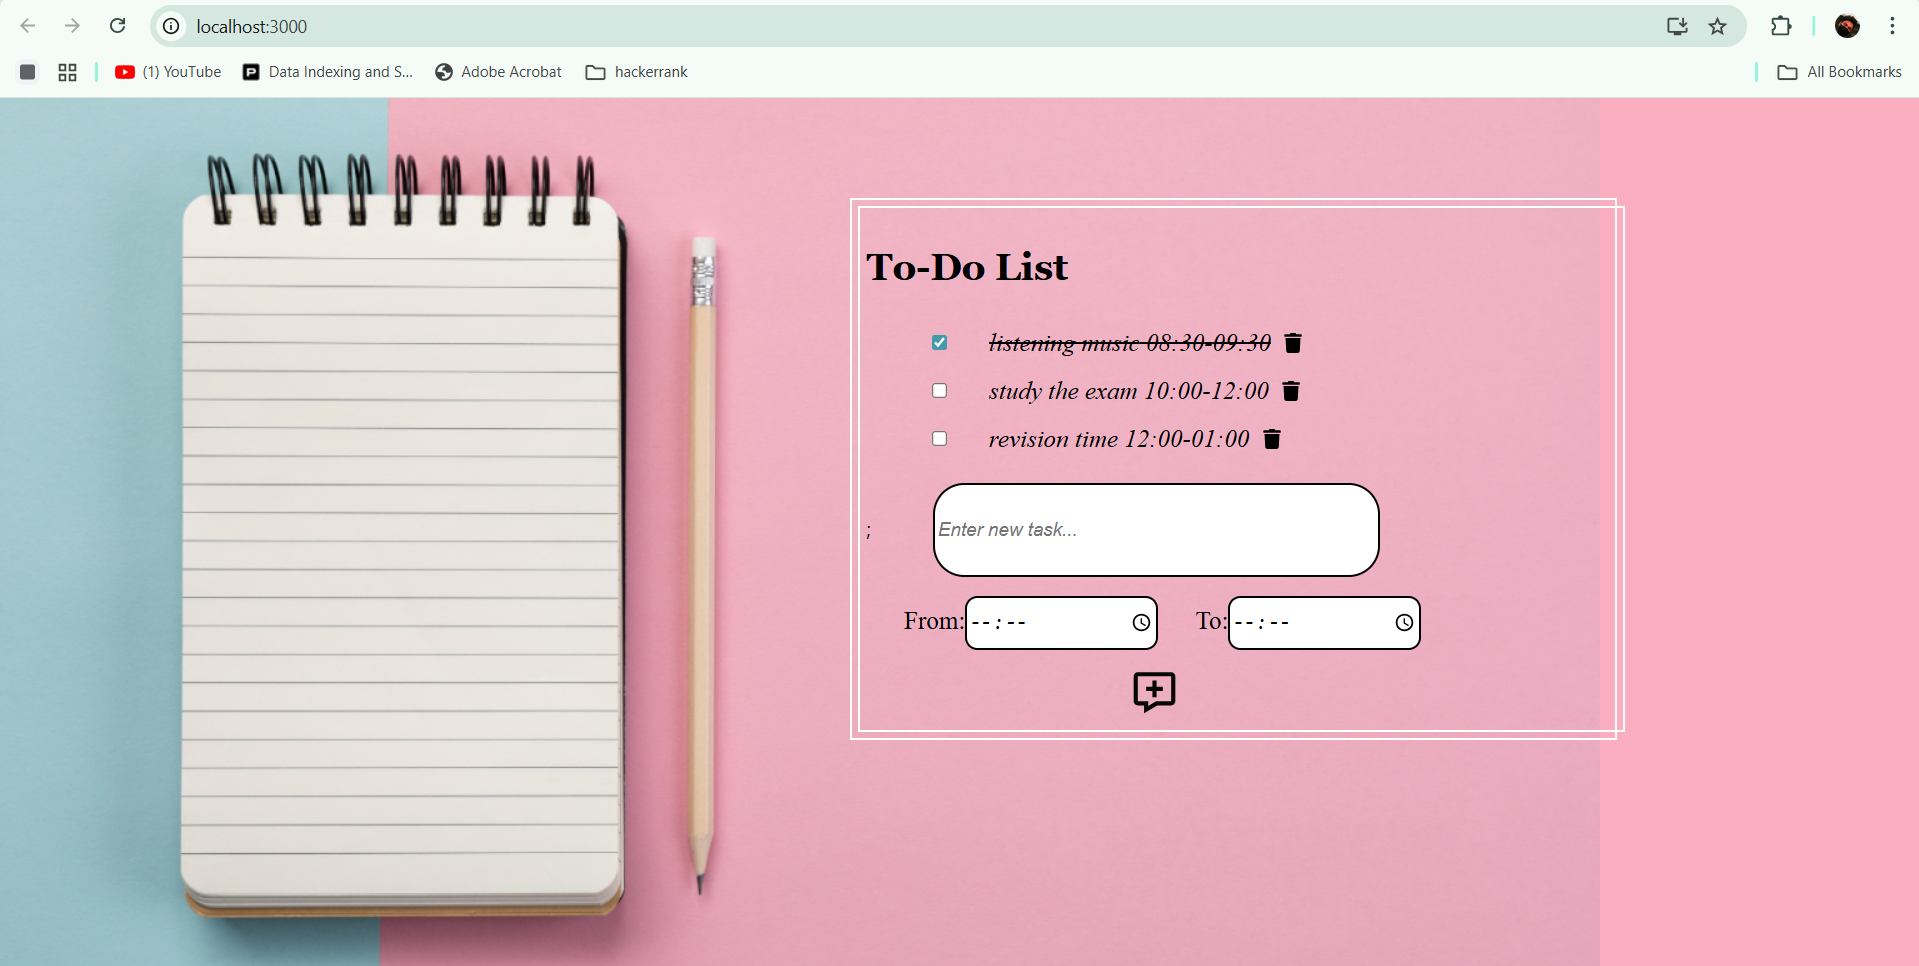 localhost:3000
(1) YouTube
Data Indexing and S...
Adobe Acrobat
hackerrank
All Bookmarks
To-Do List
listening music 08:30-09:30
study the exam 10:00-12:00
revision time 12:00-01:00
; Enter new task...
From: --:-- To: --:--